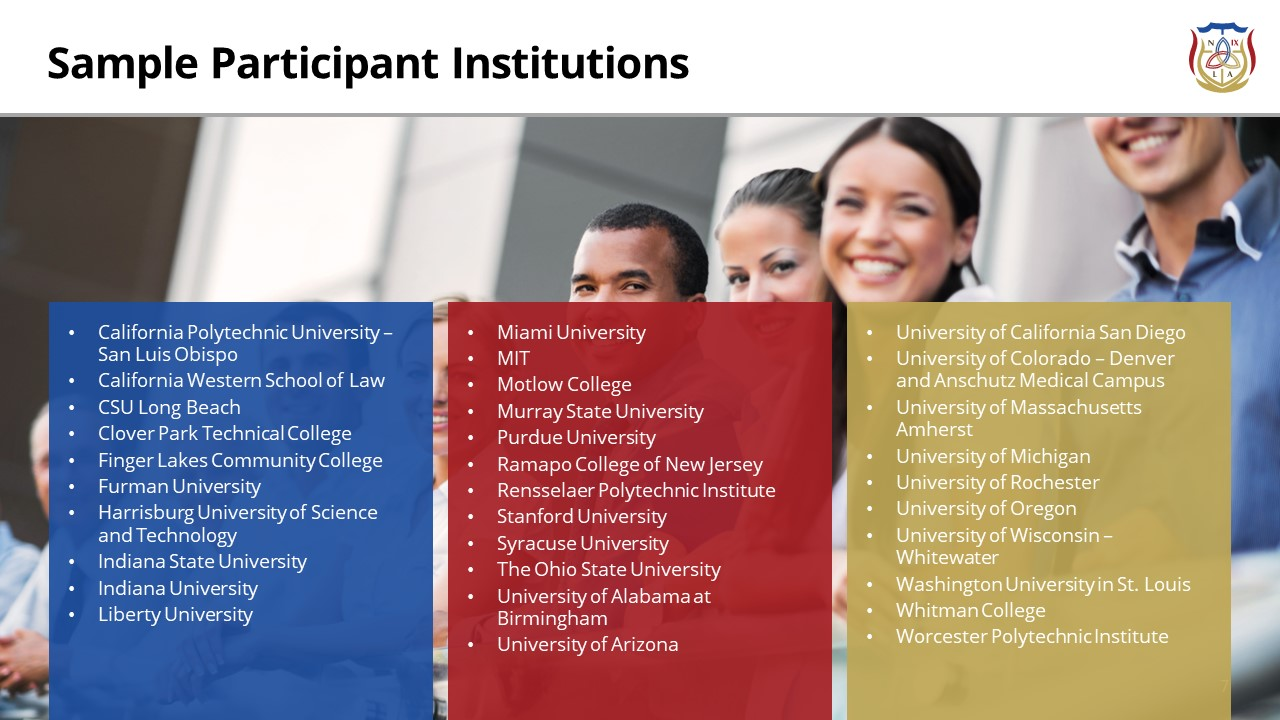 Sample Participant Institutions
N IX
L A
• California Polytechnic University –
San Luis Obispo
• California Western School of Law
• CSU Long Beach
• Clover Park Technical College
• Finger Lakes Community College
• Furman University
• Harrisburg University of Science
and Technology
• Indiana State University
• Indiana University
• Liberty University
• Miami University
• MIT
• Motlow College
• Murray State University
• Purdue University
• Ramapo College of New Jersey
• Rensselaer Polytechnic Institute
• Stanford University
• Syracuse University
• The Ohio State University
• University of Alabama at
Birmingham
• University of Arizona
• University of California San Diego
• University of Colorado – Denver
and Anschutz Medical Campus
• University of Massachusetts
Amherst
• University of Michigan
• University of Rochester
• University of Oregon
• University of Wisconsin –
Whitewater
• Washington University in St. Louis
• Whitman College
• Worcester Polytechnic Institute
7